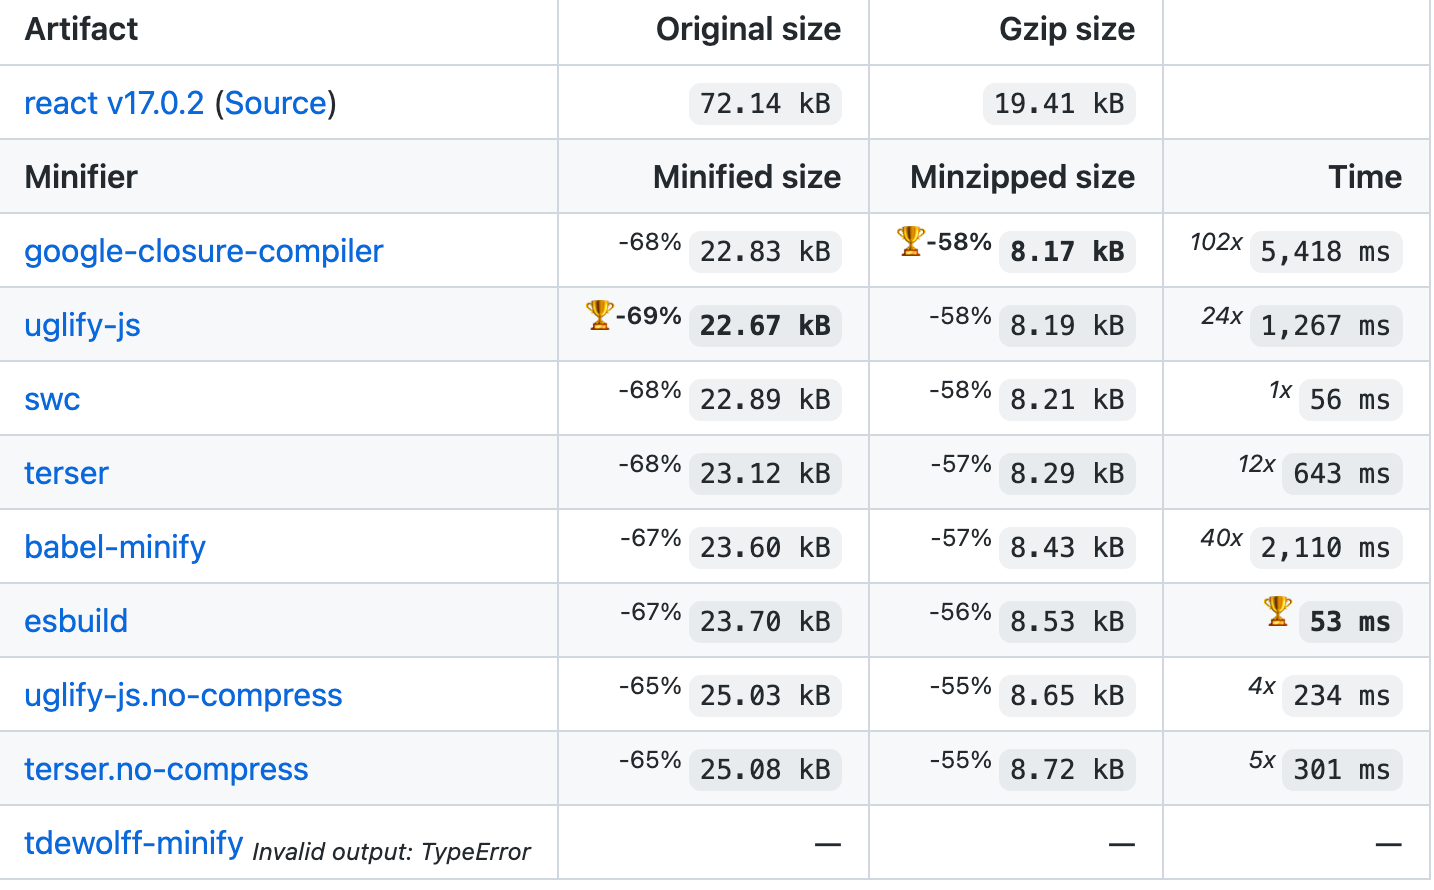 Artifact Original size Gzip size
react v17.0.2 (Source) 72.14 kB 19.41 kB
Minifier Minified size Minzipped size Time
google-closure-compiler -68% 22.83 kB 🏆-58% 8.17 kB 102x 5,418 ms
uglify-js 🏆-69% 22.67 kB -58% 8.19 kB 24x 1,267 ms
swc -68% 22.89 kB -58% 8.21 kB 1x 56 ms
terser -68% 23.12 kB -57% 8.29 kB 12x 643 ms
babel-minify -67% 23.60 kB -57% 8.43 kB 40x 2,110 ms
esbuild -67% 23.70 kB -56% 8.53 kB 🏆 53 ms
uglify-js.no-compress -65% 25.03 kB -55% 8.65 kB 4x 234 ms
terser.no-compress -65% 25.08 kB -55% 8.72 kB 5x 301 ms
tdewolff-minify Invalid output: TypeError — — —